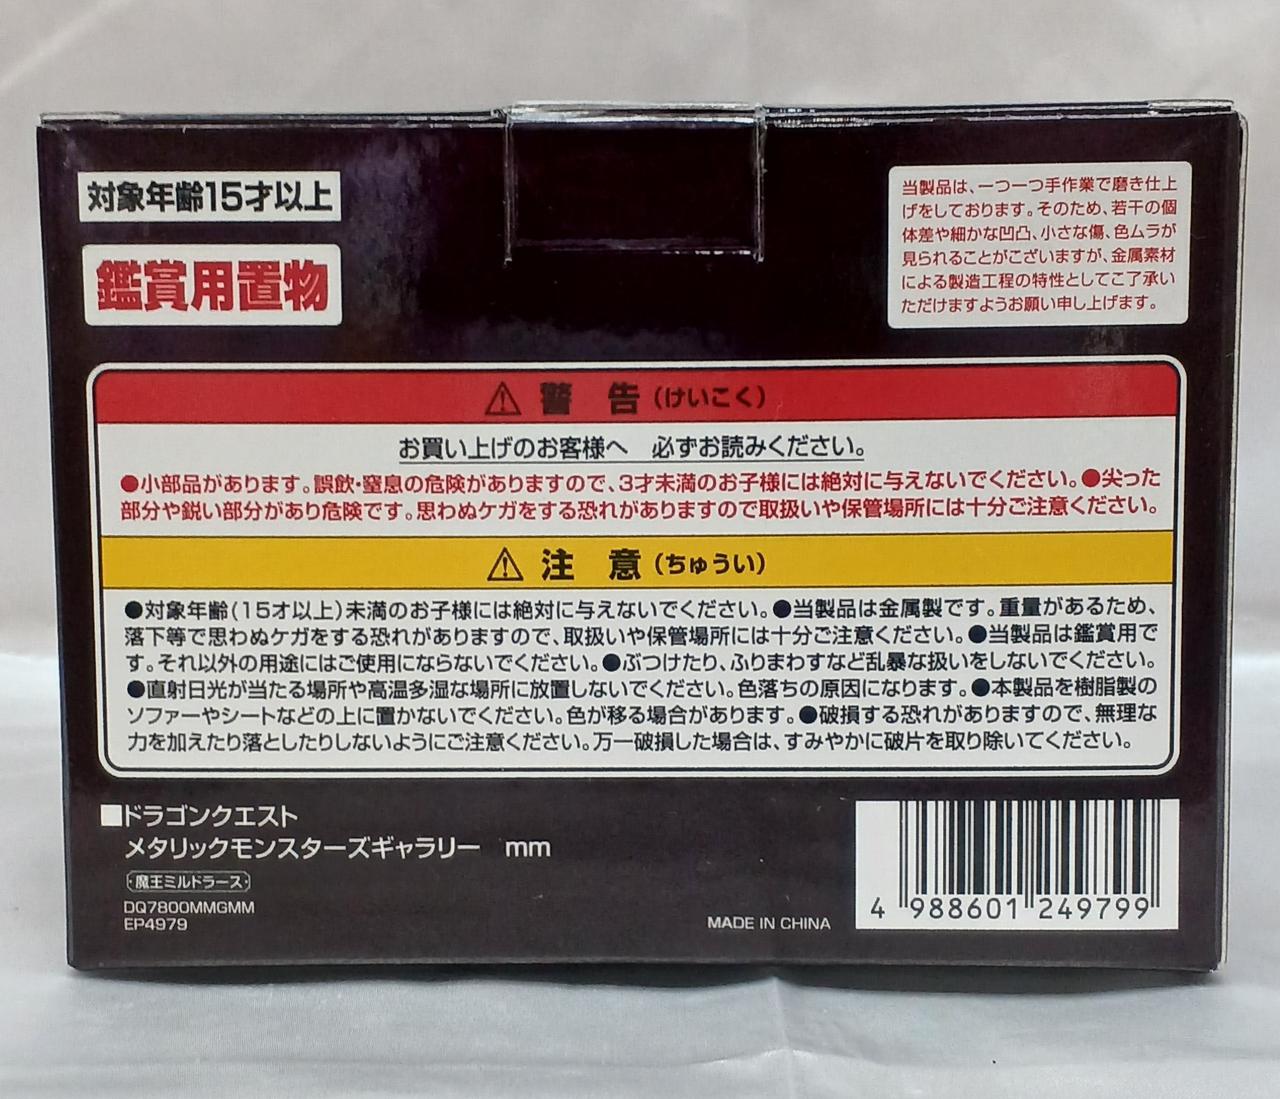 対象年齢15才以上
鑑賞用置物
当製品は、一つ一つ手作業で磨き仕上
げをしております。そのため、若干の個
体差や細かな凹凸、小さな傷、色ムラが
見られることがございますが、金属素材
による製造工程の特性としてご了承い
ただけますようお願い申し上げます。
⚠ 警 告 (けいこく)
お買い上げのお客様へ 必ずお読みください。
●小部品があります。誤飲・窒息の危険がありますので、3才未満のお子様には絶対に与えないでください。●尖った
部分や鋭い部分があり危険です。思わぬケガをする恐れがありますので取扱いや保管場所には十分ご注意ください。
⚠ 注 意 (ちゅうい)
●対象年齢(15才以上)未満のお子様には絶対に与えないでください。●当製品は金属製です。重量があるため、
落下等で思わぬケガをする恐れがありますので、取扱いや保管場所には十分ご注意ください。●当製品は鑑賞用で
す。それ以外の用途にはご使用にならないでください。●ぶつけたり、ふりまわすなど乱暴な扱いをしないでください。
●直射日光が当たる場所や高温多湿な場所に放置しないでください。色落ちの原因になります。●本製品を樹脂製の
ソファーやシートなどの上に置かないでください。色が移る場合があります。●破損する恐れがありますので、無理な
力を加えたり落としたりしないようにご注意ください。万一破損した場合は、すみやかに破片を取り除いてください。
■ドラゴンクエスト
メタリックモンスターズギャラリー mm
・魔王ミルドラース・
DQ7800MMGMM
EP4979
MADE IN CHINA
4 988601 249799